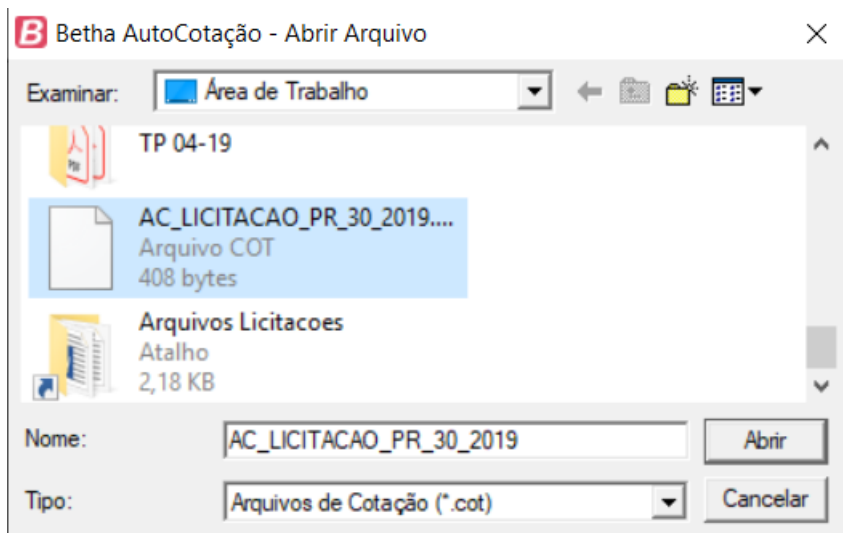 Betha AutoCotação - Abrir Arquivo
Examinar: Área de Trabalho
TP 04-19
AC_LICITACAO_PR_30_2019....
Arquivo COT
408 bytes
Arquivos Licitacoes
Atalho
2,18 KB
Nome: AC_LICITACAO_PR_30_2019 Abrir
Tipo: Arquivos de Cotação (*.cot) Cancelar